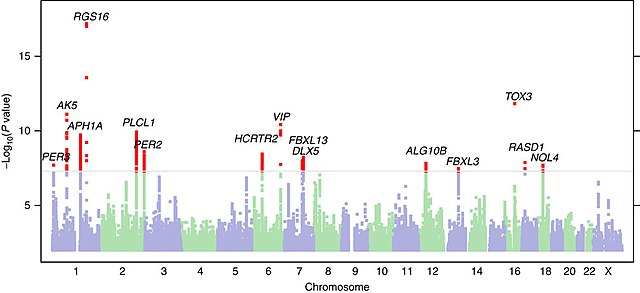 RGS16
15
AK5
TOX3
VIP
APH1A
PLCL1
10
HCRTR2
FBXL13
PER2
RASD1
DLX5
ALG10B
PER3
FBXL3
NOL4
5
–Log10(P value)
1 2 3 4 5 6 7 8 9 10 11 12 14 16 18 20 22 X
Chromosome